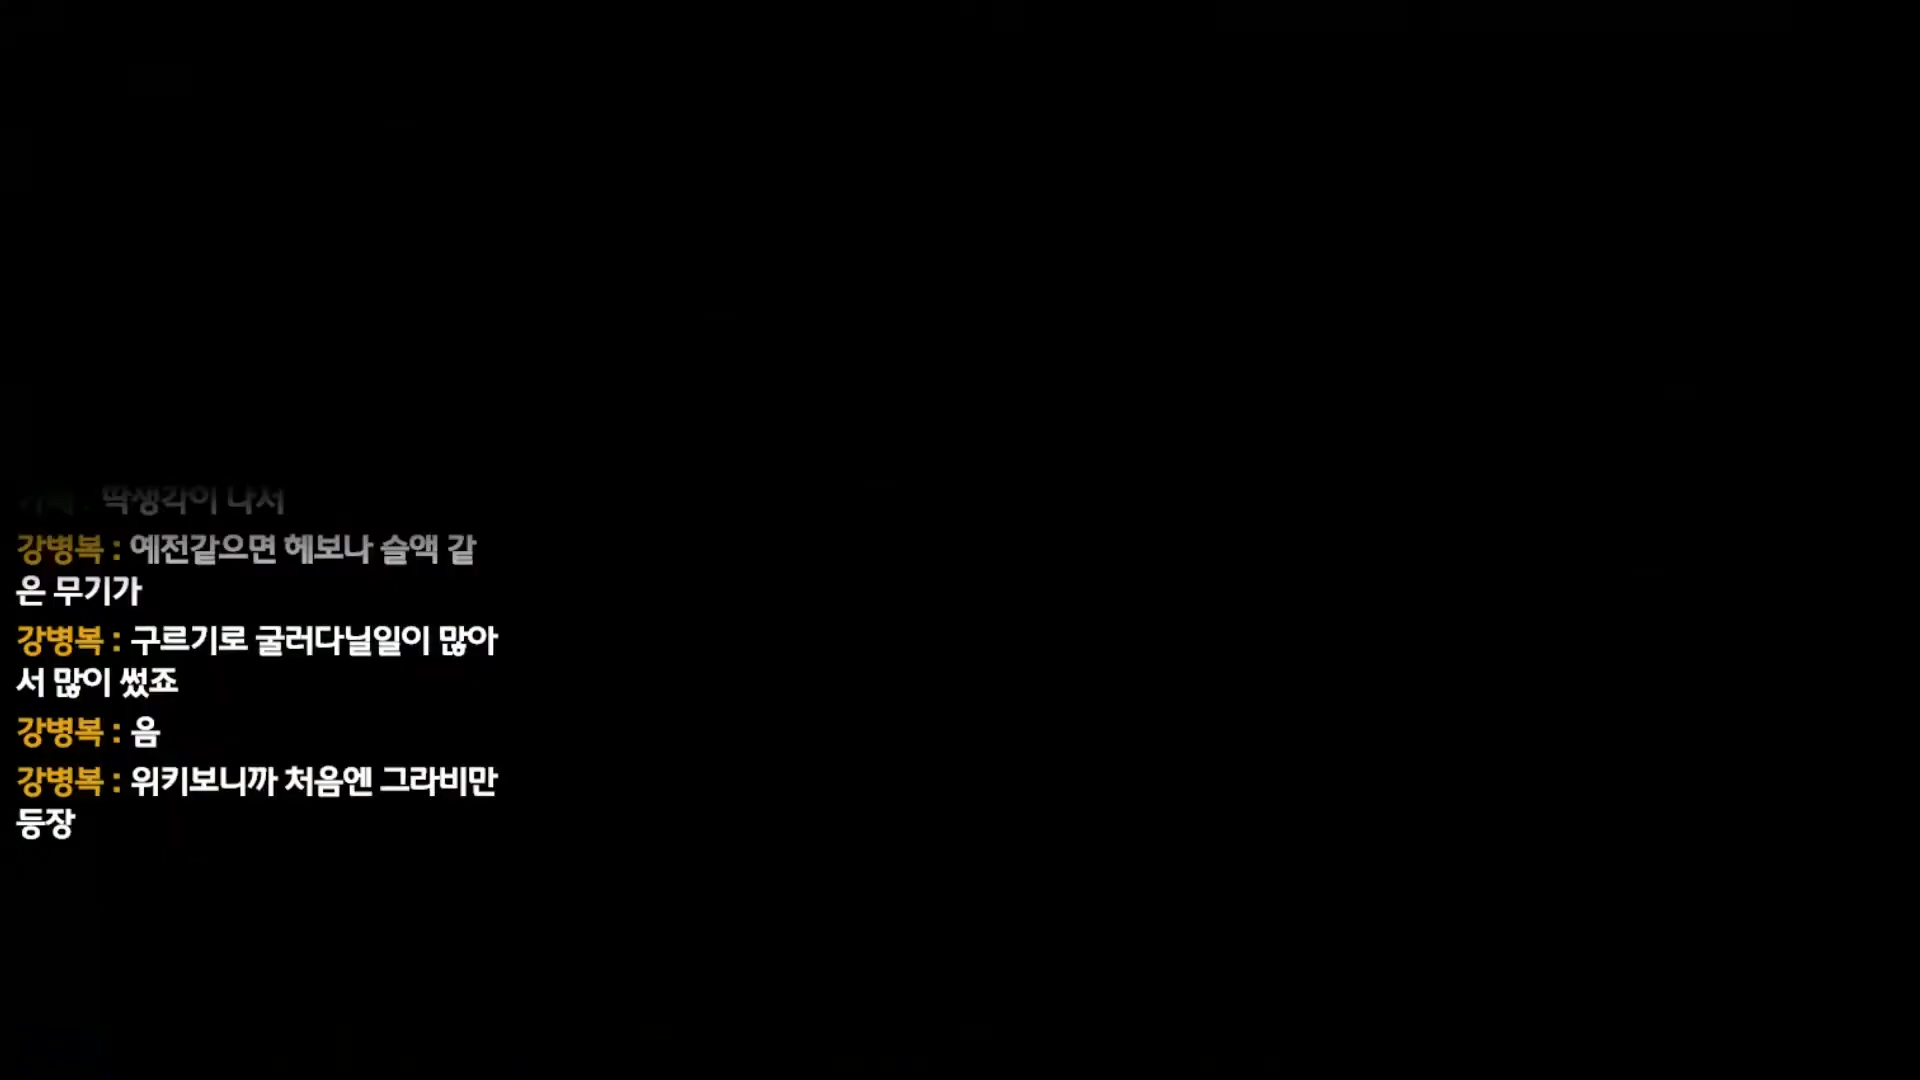 딱생각이 나서
강병복 : 예전같으면 헤보나 슬액 같
은 무기가
강병복 : 구르기로 굴러다닐일이 많아
서 많이 썼죠
강병복 : 음
강병복 : 위키보니까 처음엔 그라비만
등장